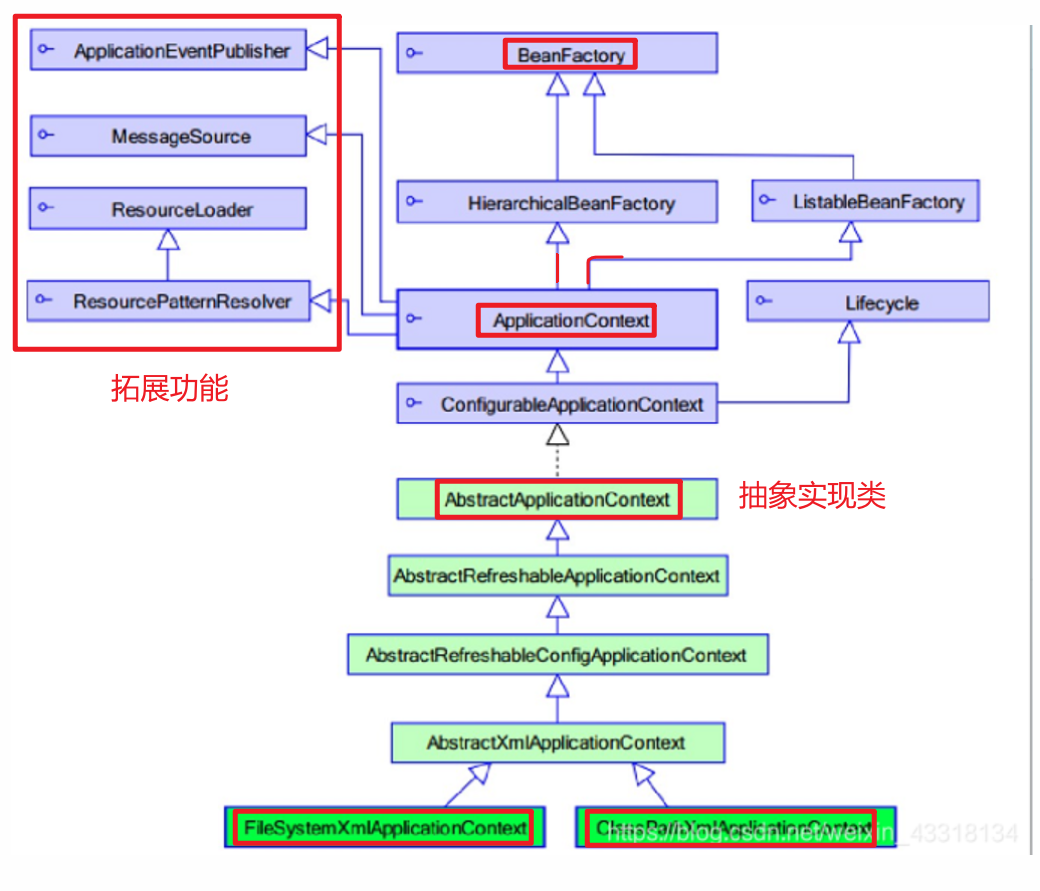 ApplicationEventPublisher
BeanFactory
MessageSource
ResourceLoader
HierarchicalBeanFactory
ListableBeanFactory
ResourcePatternResolver
ApplicationContext
Lifecycle
拓展功能
ConfigurableApplicationContext
AbstractApplicationContext
抽象实现类
AbstractRefreshableApplicationContext
AbstractRefreshableConfigApplicationContext
AbstractXmlApplicationContext
FileSystemXmlApplicationContext
ClassPathXmlApplicationContext
https://blog.csdn.net/weixin_43318134